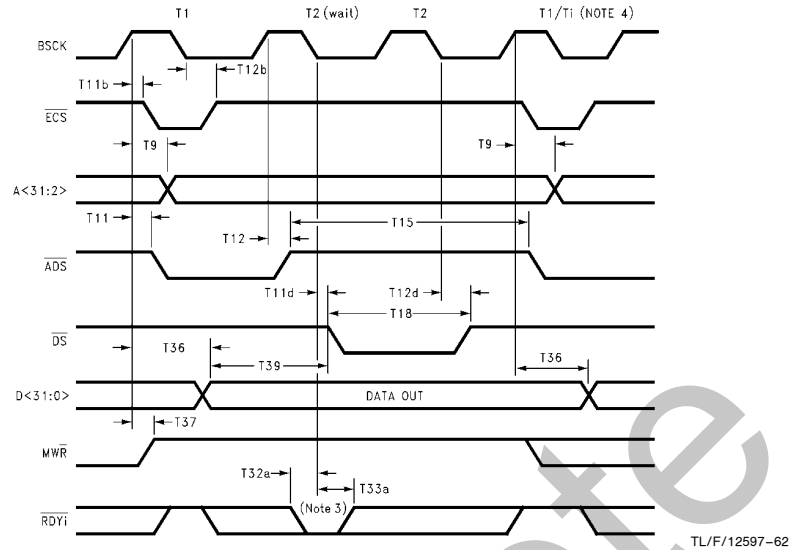 T1 T2 (wait) T2 T1/Ti (NOTE 4)
BSCK
T12b
T11b
ECS
T9 T9
A<31:2>
T11 T15
T12
ADS
T11d T12d
T18
DS
T36 T36
T39
D<31:0> DATA OUT
T37
MWR
T32a T33a
(Note 3)
RDYi
TL/F/12597-62
ete